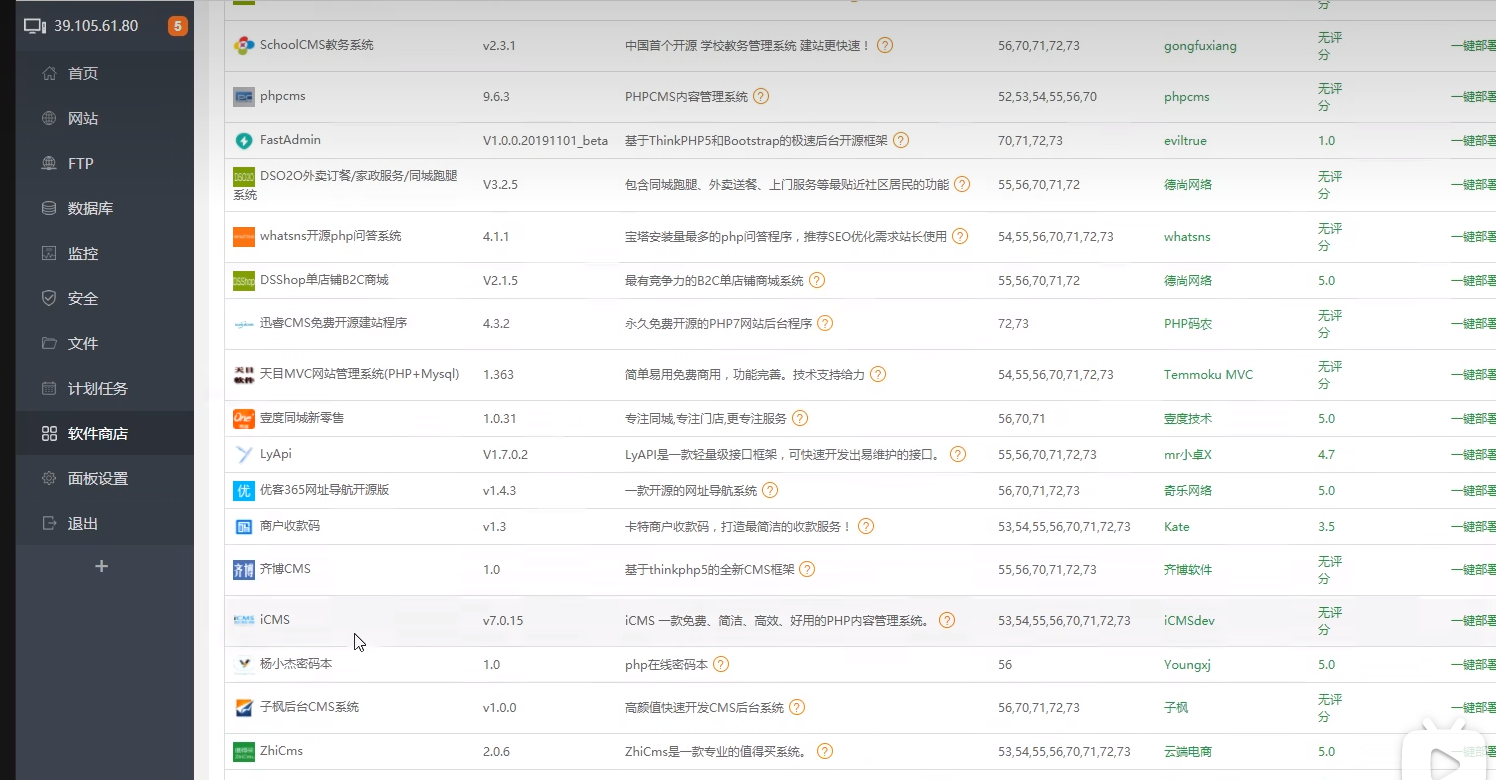 39.105.61.80 5
首页
网站
FTP
数据库
监控
安全
文件
计划任务
软件商店
面板设置
退出
+
分
SchoolCMS教务系统 v2.3.1 中国首个开源 学校教务管理系统 建站更快速！ ? 56,70,71,72,73 gongfuxiang 无评分 一键部署
phpcms 9.6.3 PHPCMS内容管理系统 ? 52,53,54,55,56,70 phpcms 无评分 一键部署
FastAdmin V1.0.0.20191101_beta 基于ThinkPHP5和Bootstrap的极速后台开源框架 ? 70,71,72,73 eviltrue 1.0 一键部署
DSO2O外卖订餐/家政服务/同城跑腿系统 V3.2.5 包含同城跑腿、外卖送餐、上门服务等最贴近社区居民的功能 ? 55,56,70,71,72 德尚网络 无评分 一键部署
whatsns开源php问答系统 4.1.1 宝塔安装量最多的php问答程序，推荐SEO优化需求站长使用 ? 54,55,56,70,71,72,73 whatsns 无评分 一键部署
DSShop单店铺B2C商城 V2.1.5 最有竞争力的B2C单店铺商城系统 ? 55,56,70,71,72 德尚网络 5.0 一键部署
迅睿CMS免费开源建站程序 4.3.2 永久免费开源的PHP7网站后台程序 ? 72,73 PHP码农 无评分 一键部署
天目MVC网站管理系统(PHP+Mysql) 1.363 简单易用免费商用，功能完善。技术支持给力 ? 54,55,56,70,71,72,73 Temmoku MVC 无评分 一键部署
壹度同城新零售 1.0.31 专注同城,专注门店,更专注服务 ? 56,70,71 壹度技术 5.0 一键部署
LyApi V1.7.0.2 LyAPI是一款轻量级接口框架，可快速开发出易维护的接口。 ? 55,56,70,71,72,73 mr小卓X 4.7 一键部署
优 优客365网址导航开源版 v1.4.3 一款开源的网址导航系统 ? 56,70,71,72,73 奇乐网络 5.0 一键部署
商户收款码 v1.3 卡特商户收款码，打造最简洁的收款服务！ ? 53,54,55,56,70,71,72,73 Kate 3.5 一键部署
齐博 齐博CMS 1.0 基于thinkphp5的全新CMS框架 ? 55,56,70,71,72,73 齐博软件 无评分 一键部署
iCMS v7.0.15 iCMS 一款免费、简洁、高效、好用的PHP内容管理系统。 ? 53,54,55,56,70,71,72,73 iCMSdev 无评分 一键部署
杨小杰密码本 1.0 php在线密码本 ? 56 Youngxj 5.0 一键部署
子枫后台CMS系统 v1.0.0 高颜值快速开发CMS后台系统 ? 56,70,71,72,73 子枫 无评分 一键部署
ZhiCms 2.0.6 ZhiCms是一款专业的值得买系统。 ? 53,54,55,56,70,71,72,73 云端电商 5.0